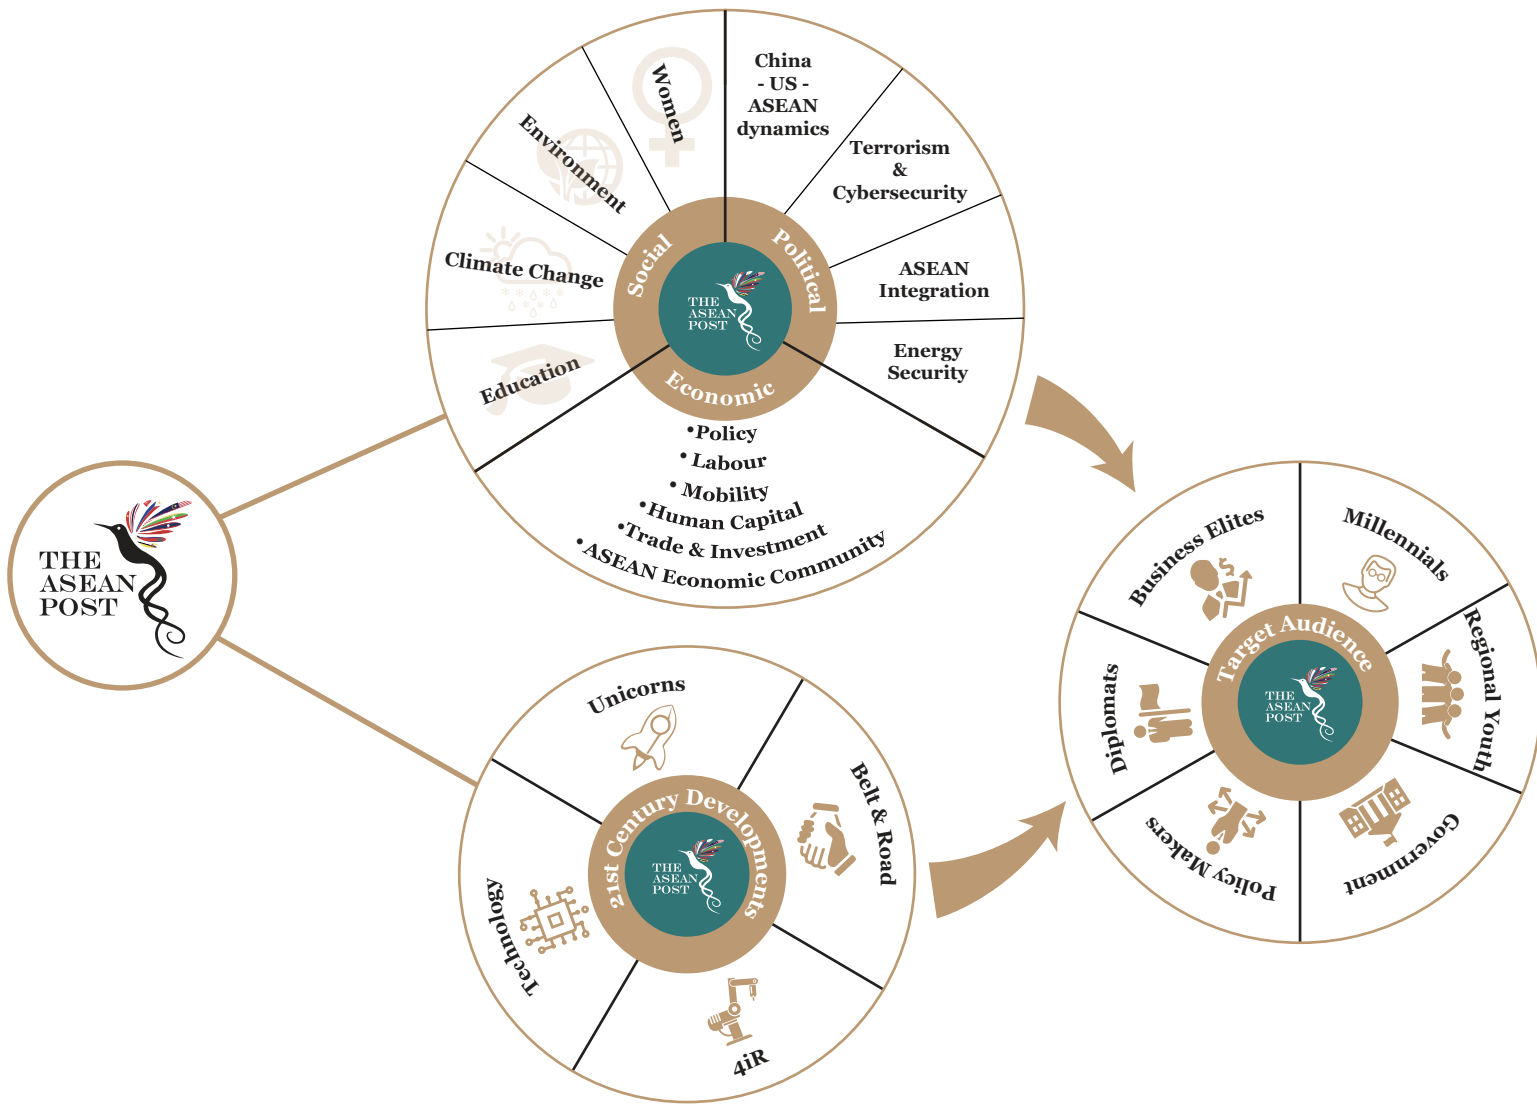 THE
ASEAN
POST
Women
Environment
Climate Change
Education
China
- US -
ASEAN
dynamics
Terrorism
&
Cybersecurity
ASEAN
Integration
Energy
Security
Social
Political
Economic
THE
ASEAN
POST
•Policy
• Labour
• Mobility
•Human Capital
•Trade & Investment
• ASEAN Economic Community
Unicorns
Belt & Road
4iR
Technology
21st Century Developments
THE
ASEAN
POST
Business Elites
Millennials
Regional Youth
Government
Policy Makers
Diplomats
Target Audience
THE
ASEAN
POST